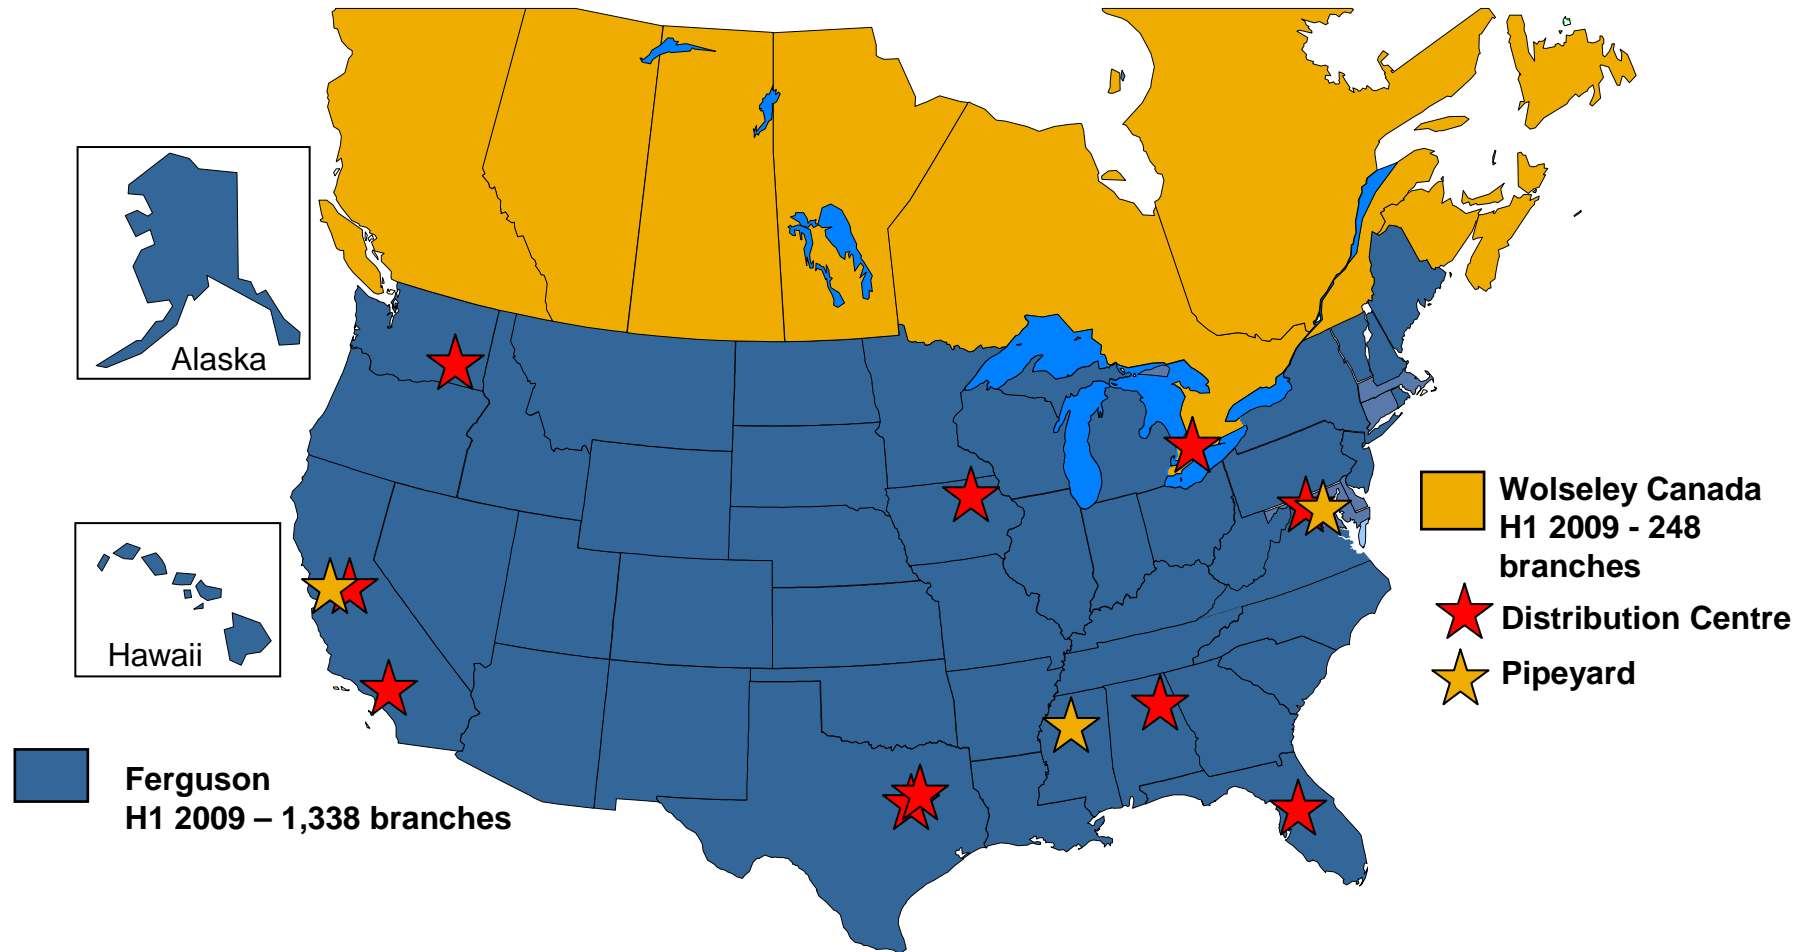 Alaska
Hawaii
Ferguson
H1 2009 – 1,338 branches
Wolseley Canada
H1 2009 - 248
branches
Distribution Centre
Pipeyard